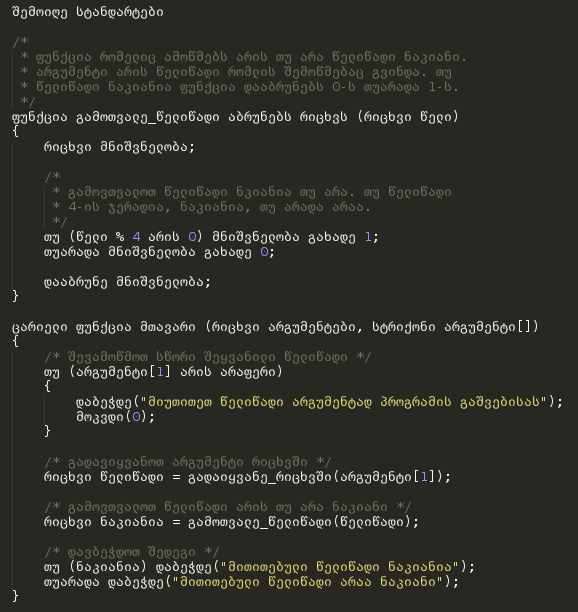 შემოიღე სტანდარტები
/*
* ფუნქცია რომელიც ამოწმებს არის თუ არა წელიწადი ნაკიანი.
* არგუმენტი არის წელიწადი რომლის შემოწმებაც გვინდა. თუ
* წელიწადი ნაკიანია ფუნქცია დააბრუნებს 0-ს თუარადა 1-ს.
*/
ფუნქცია გამოთვალე_წელიწადი აბრუნებს რიცხვს (რიცხვი წელი)
{
რიცხვი მნიშვნელობა;
/*
* გამოვთვალოთ წელიწადი ნკიანია თუ არა. თუ წელიწადი
* 4-ის ჯერადია, ნაკიანია, თუ არადა არაა.
*/
თუ (წელი % 4 არის 0) მნიშვნელობა გახადე 1;
თუარადა მნიშვნელობა გახადე 0;
დააბრუნე მნიშვნელობა;
}
ცარიელი ფუნქცია მთავარი (რიცხვი არგუმენტები, სტრიქონი არგუმენტი[])
{
/* შევამოწმოთ სწორი შეყვანილი წელიწადი */
თუ (არგუმენტი[1] არის არაფერი)
{
დაბეჭდე("მიუთითეთ წელიწადი არგუმენტად პროგრამის გაშვებისას");
მოკვდი(0);
}
/* გადავიყვანოთ არგუმენტი რიცხვში */
რიცხვი წელიწადი = გადაიყვანე_რიცხვში(არგუმენტი[1]);
/* გამოვთვალოთ წელიწადი არის თუ არა ნაკიანი */
რიცხვი ნაკიანია = გამოთვალე_წელიწადი(წელიწადი);
/* დავბეჭდოთ შედეგი */
თუ (ნაკიანია) დაბეჭდე("მითითებული წელიწადი ნაკიანია");
თუარადა დაბეჭდე("მითითებული წელიწადი არაა ნაკიანი");
}